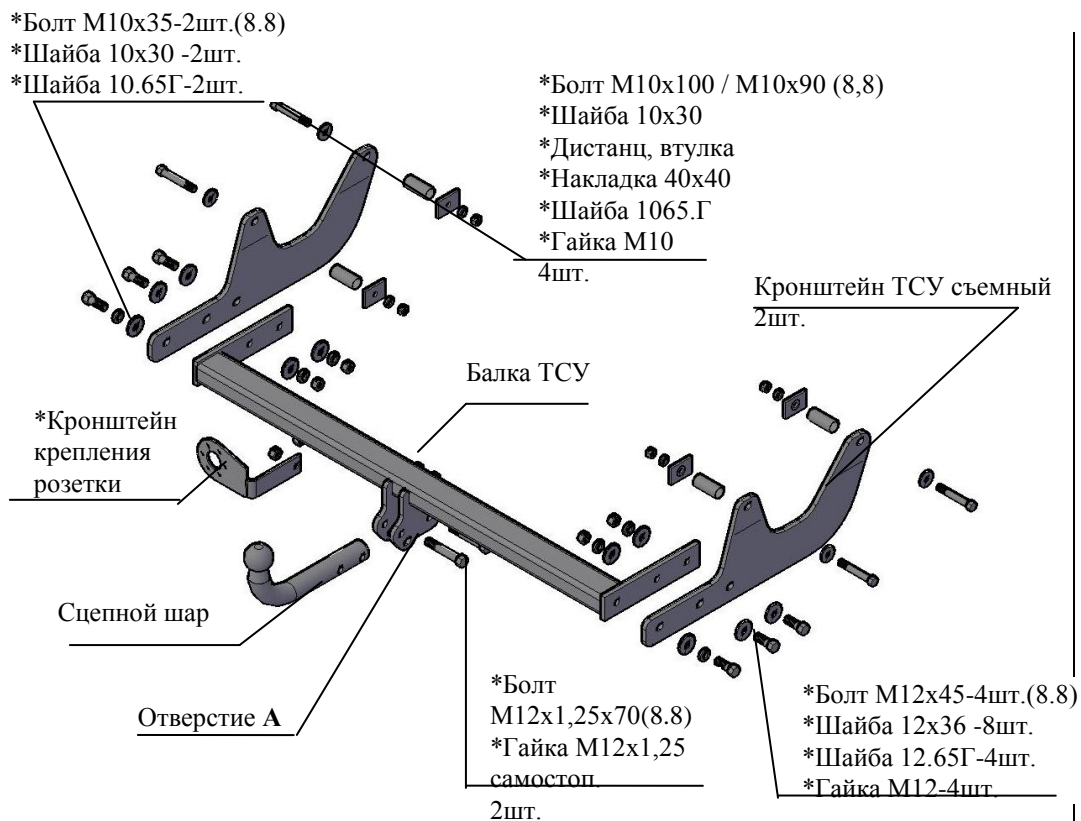 *Болт М10х35-2шт.(8.8)
*Шайба 10х30 -2шт.
*Шайба 10.65Г-2шт.
*Болт М10х100 / М10х90 (8,8)
*Шайба 10х30
*Дистанц, втулка
*Накладка 40х40
*Шайба 1065.Г
*Гайка М10
4шт.
Кронштейн ТСУ съемный
2шт.
Балка ТСУ
*Кронштейн
крепления
розетки
Сцепной шар
Отверстие А
*Болт
М12х1,25х70(8.8)
*Гайка М12х1,25
самостоп.
2шт.
*Болт М12х45-4шт.(8.8)
*Шайба 12х36 -8шт.
*Шайба 12.65Г-4шт.
*Гайка М12-4шт.